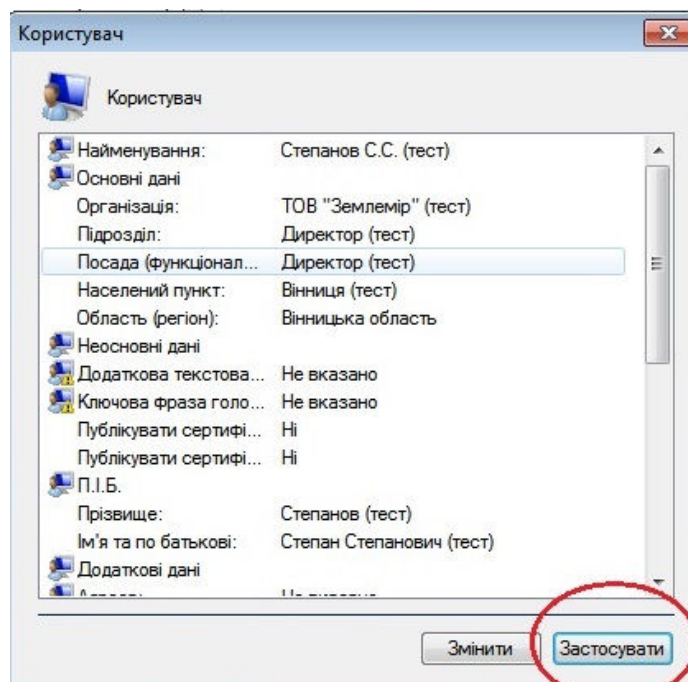 Користувач
Користувач
Найменування: Степанов С.С. (тест)
Основні дані
Організація: ТОВ "Землемір" (тест)
Підрозділ: Директор (тест)
Посада (функціонал... Директор (тест)
Населений пункт: Вінниця (тест)
Область (регіон): Вінницька область
Неосновні дані
Додаткова текстова... Не вказано
Ключова фраза голо... Не вказано
Публікувати сертифі... Ні
Публікувати сертифі... Ні
П.І.Б.
Прізвище: Степанов (тест)
Ім'я та по батькові: Степан Степанович (тест)
Додаткові дані
Змінити Застосувати